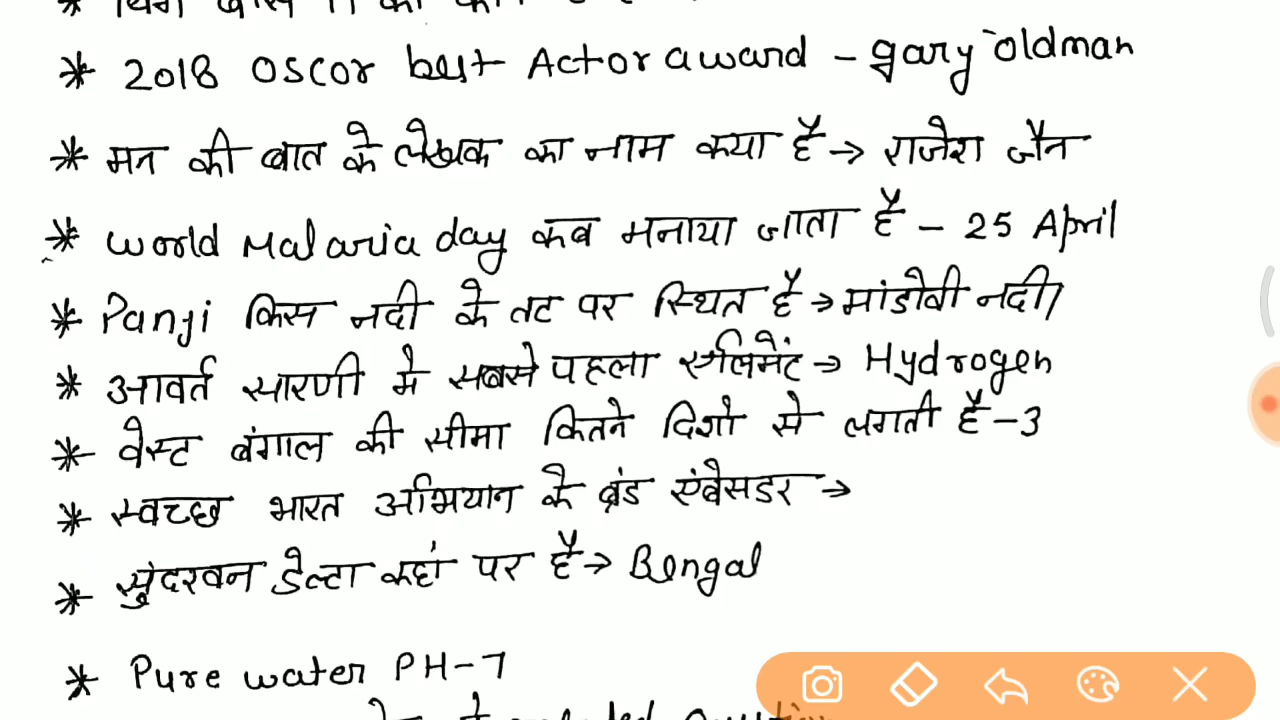 * 2018 oscor best Actor award - gary oldman
* मन की बात के लेखक का नाम क्या है → राजेश जैन
* world Malaria day कब मनाया जाता है - 25 April
* Panji किस नदी के तट पर स्थित है → मांडोवी नदी/
* आवर्त सारणी मे सबसे पहला एलिमेंट → Hydrogen
* वेस्ट बंगाल की सीमा कितने दिशो से लगती है - 3
* स्वच्छ भारत अभियान के ब्रंड एंबेसडर →
* सुंदरवन डेल्टा कहां पर है → Bengal
* Pure water PH-7